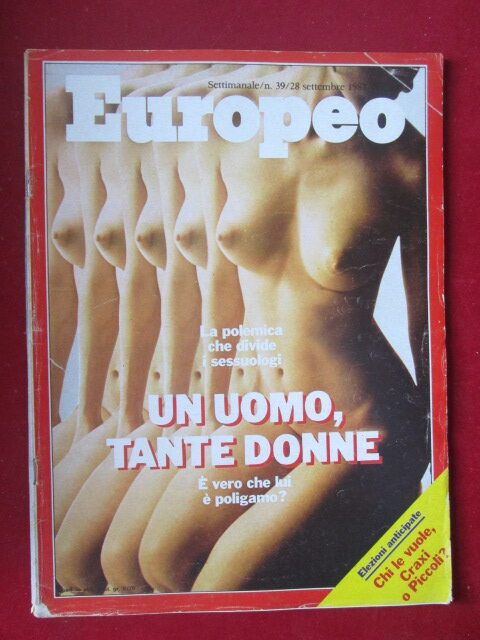 Settimanale/n. 39/28 settembre
Europeo
La polemica
che divide
i sessuologi
UN UOMO,
TANTE DONNE
È vero che lui
è poligamo?
Elezioni anticipate
Chi le vuole,
Craxi
o Piccoli?